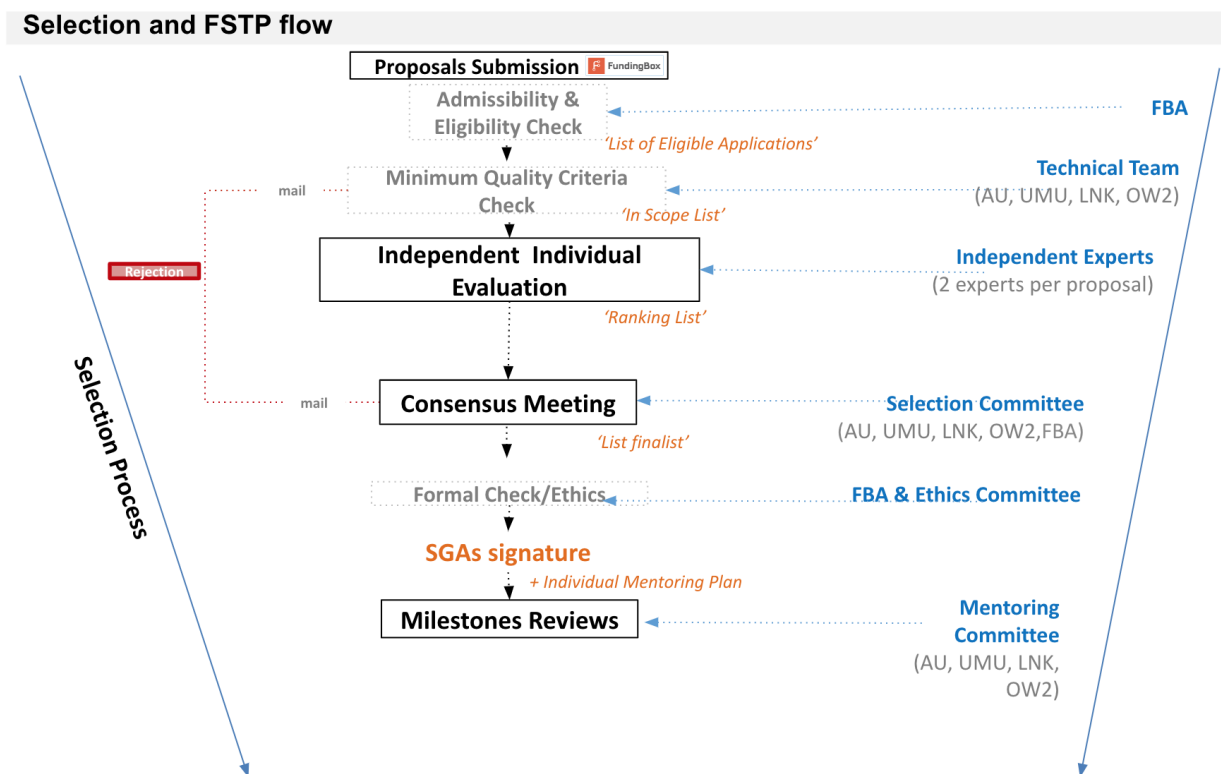 Selection and FSTP flow
Proposals Submission FundingBox
Admissibility &
Eligibility Check
FBA
'List of Eligible Applications'
Technical Team
(AU, UMU, LNK, OW2)
mail
Minimum Quality Criteria
Check
'In Scope List'
Independent  Individual
Evaluation
Independent Experts
(2 experts per proposal)
Rejection
'Ranking List'
Selection Process
mail
Consensus Meeting
Selection Committee
(AU, UMU, LNK, OW2,FBA)
'List finalist'
Formal Check/Ethics
FBA & Ethics Committee
SGAs signature
+ Individual Mentoring Plan
Milestones Reviews
Mentoring
Committee
(AU, UMU, LNK,
OW2)